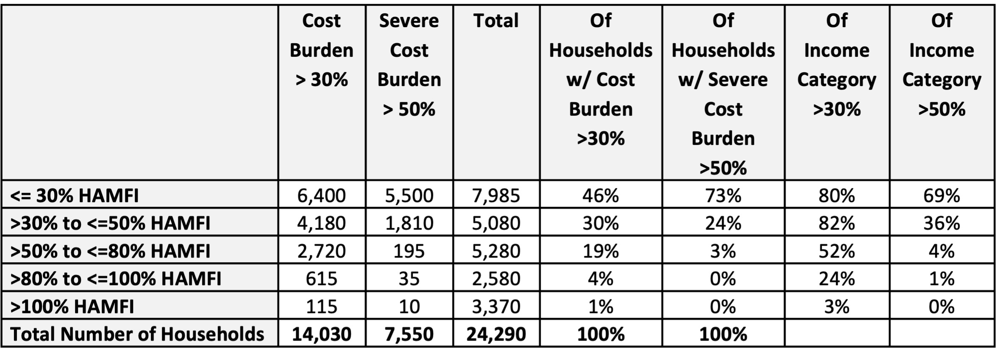 Cost Burden > 30% Severe Cost Burden > 50% Total Of Households w/ Cost Burden >30% Of Households w/ Severe Cost Burden >50% Of Income Category >30% Of Income Category >50%
<= 30% HAMFI 6,400 5,500 7,985 46% 73% 80% 69%
>30% to <=50% HAMFI 4,180 1,810 5,080 30% 24% 82% 36%
>50% to <=80% HAMFI 2,720 195 5,280 19% 3% 52% 4%
>80% to <=100% HAMFI 615 35 2,580 4% 0% 24% 1%
>100% HAMFI 115 10 3,370 1% 0% 3% 0%
Total Number of Households 14,030 7,550 24,290 100% 100%